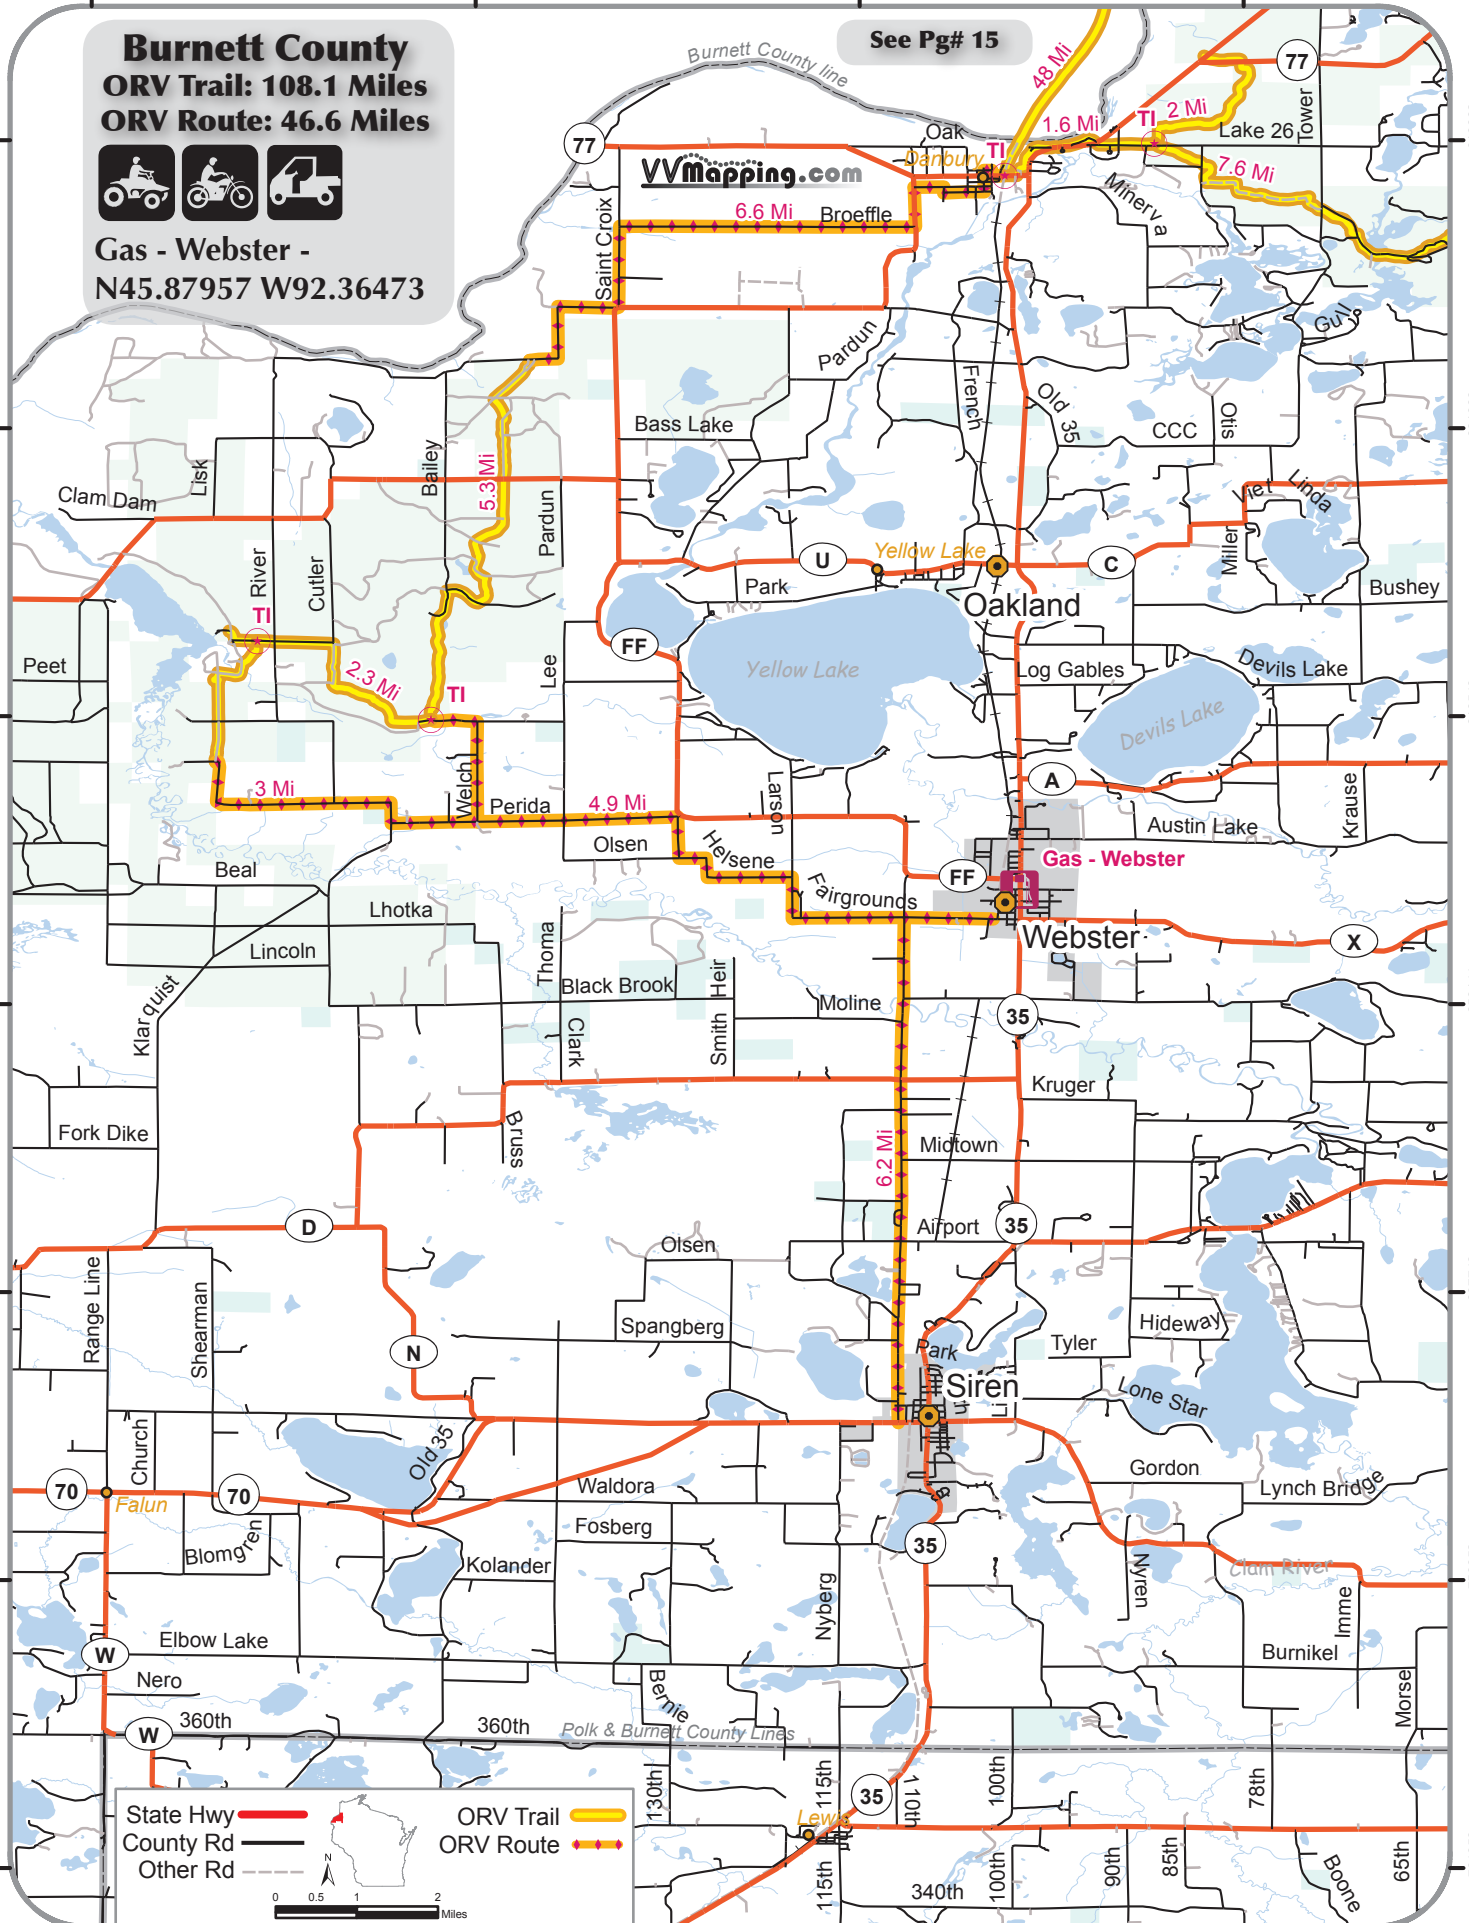 Burnett County
ORV Trail: 108.1 Miles
ORV Route: 46.6 Miles
Gas - Webster -
N45.87957 W92.36473
See Pg# 15
Burnett County line
48 Mi
77
77
Tower
2 Mi
TI
1.6 Mi
Lake 26
Oak
Danbury
TI
VVMapping.com
7.6 Mi
Minerva
6.6 Mi
Broeffle
Saint Croix
Pardun
Gull
French
Old 35
Otis
CCC
Bass Lake
Bailey
5.3 Mi
Lisk
Clam Dam
Pardun
Viet
Linda
Miller
River
Cutler
U
Yellow Lake
C
Park
Oakland
Bushey
TI
FF
Peet
2.3 Mi
TI
Lee
Yellow Lake
Log Gables
Devils Lake
Devils Lake
A
3 Mi
Welch
Perida
4.9 Mi
Larson
Krause
Austin Lake
Olsen
Helsene
Gas - Webster
Beal
FF
Fairgrounds
Lhotka
Webster
X
Lincoln
Thoma
Black Brook
Smith Heir
Moline
35
Klarquist
Clark
Kruger
Fork Dike
Bruss
6.2 Mi
Midtown
D
Airport
35
Olsen
Range Line
Shearman
Spangberg
Hideway
Tyler
N
Park
Siren
Lone Star
Church
Old 35
70
Falun
70
Waldora
Gordon
Lynch Bridge
Fosberg
Blomgren
Kolander
35
Nyren
Clam River
Nyberg
Imme
W
Elbow Lake
Burnikel
Nero
Bernie
Morse
360th
360th
W
Polk & Burnett County Lines
130th
115th
35
110th
100th
78th
Lewis
State Hwy
County Rd
Other Rd
ORV Trail
ORV Route
N
0 0.5 1 2
Miles
115th
340th
100th
90th
85th
Boone
65th